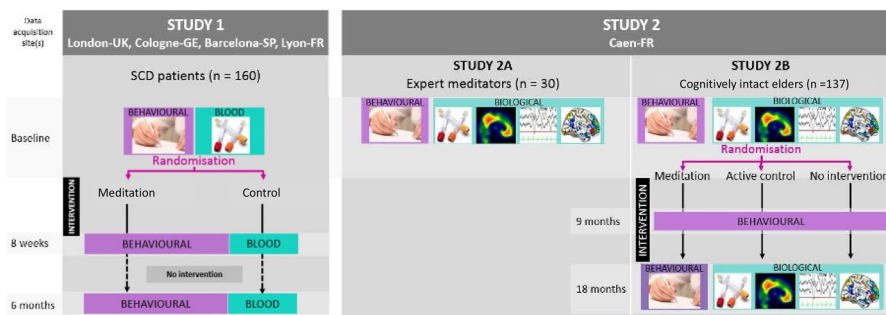 Data
acquisition
site(s)
STUDY 1
London-UK, Cologne-GE, Barcelona-SP, Lyon-FR
STUDY 2
Caen-FR
SCD patients (n = 160)
STUDY 2A
Expert meditators (n = 30)
STUDY 2B
Cognitively intact elders (n =137)
Baseline
BEHAVIOURAL
BLOOD
BEHAVIOURAL
BIOLOGICAL
BEHAVIOURAL
BIOLOGICAL
Randomisation
Randomisation
INTERVENTION
Meditation
Control
INTERVENTION
Meditation
Active control
No intervention
9 months
BEHAVIOURAL
8 weeks
BEHAVIOURAL
BLOOD
No intervention
18 months
BEHAVIOURAL
BIOLOGICAL
6 months
BEHAVIOURAL
BLOOD